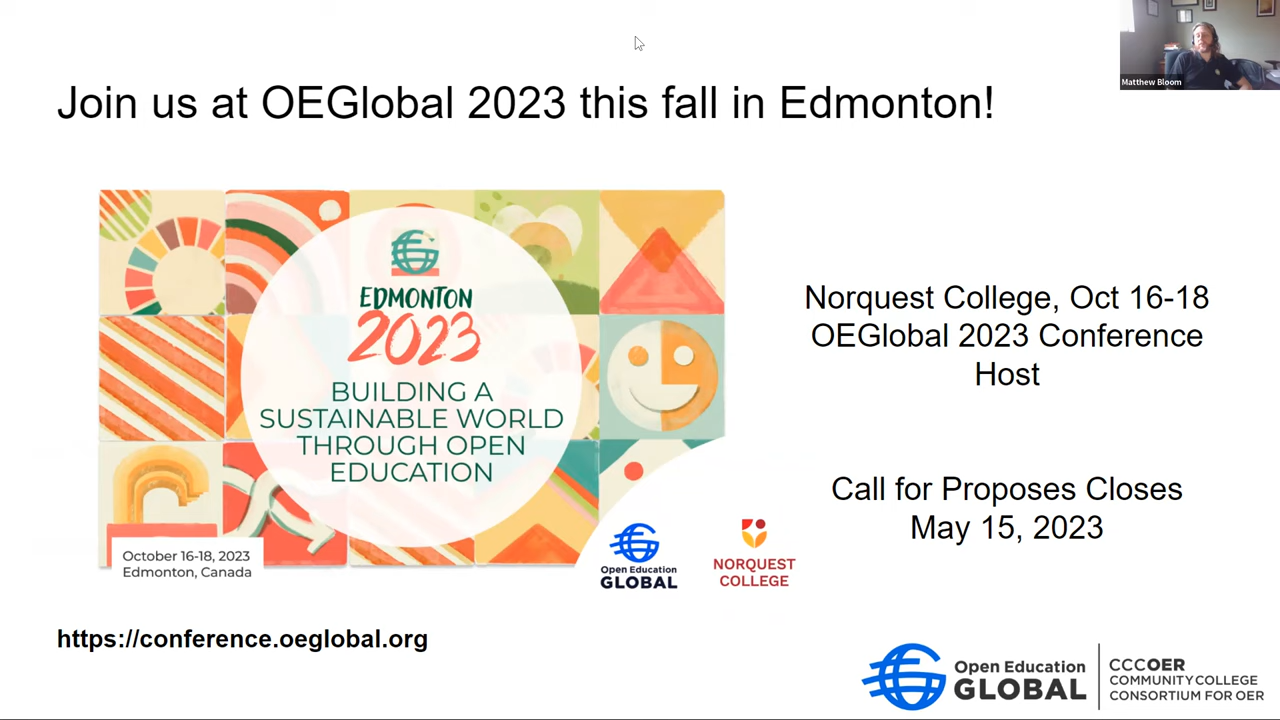 Matthew Bloom
Join us at OEGlobal 2023 this fall in Edmonton!
EDMONTON
2023
BUILDING A
SUSTAINABLE WORLD
THROUGH OPEN
EDUCATION
October 16-18, 2023
Edmonton, Canada
Open Education
GLOBAL
NORQUEST
COLLEGE
Norquest College, Oct 16-18
OEGlobal 2023 Conference
Host
Call for Proposes Closes
May 15, 2023
https://conference.oeglobal.org
Open Education
GLOBAL
CCCOER
COMMUNITY COLLEGE
CONSORTIUM FOR OER